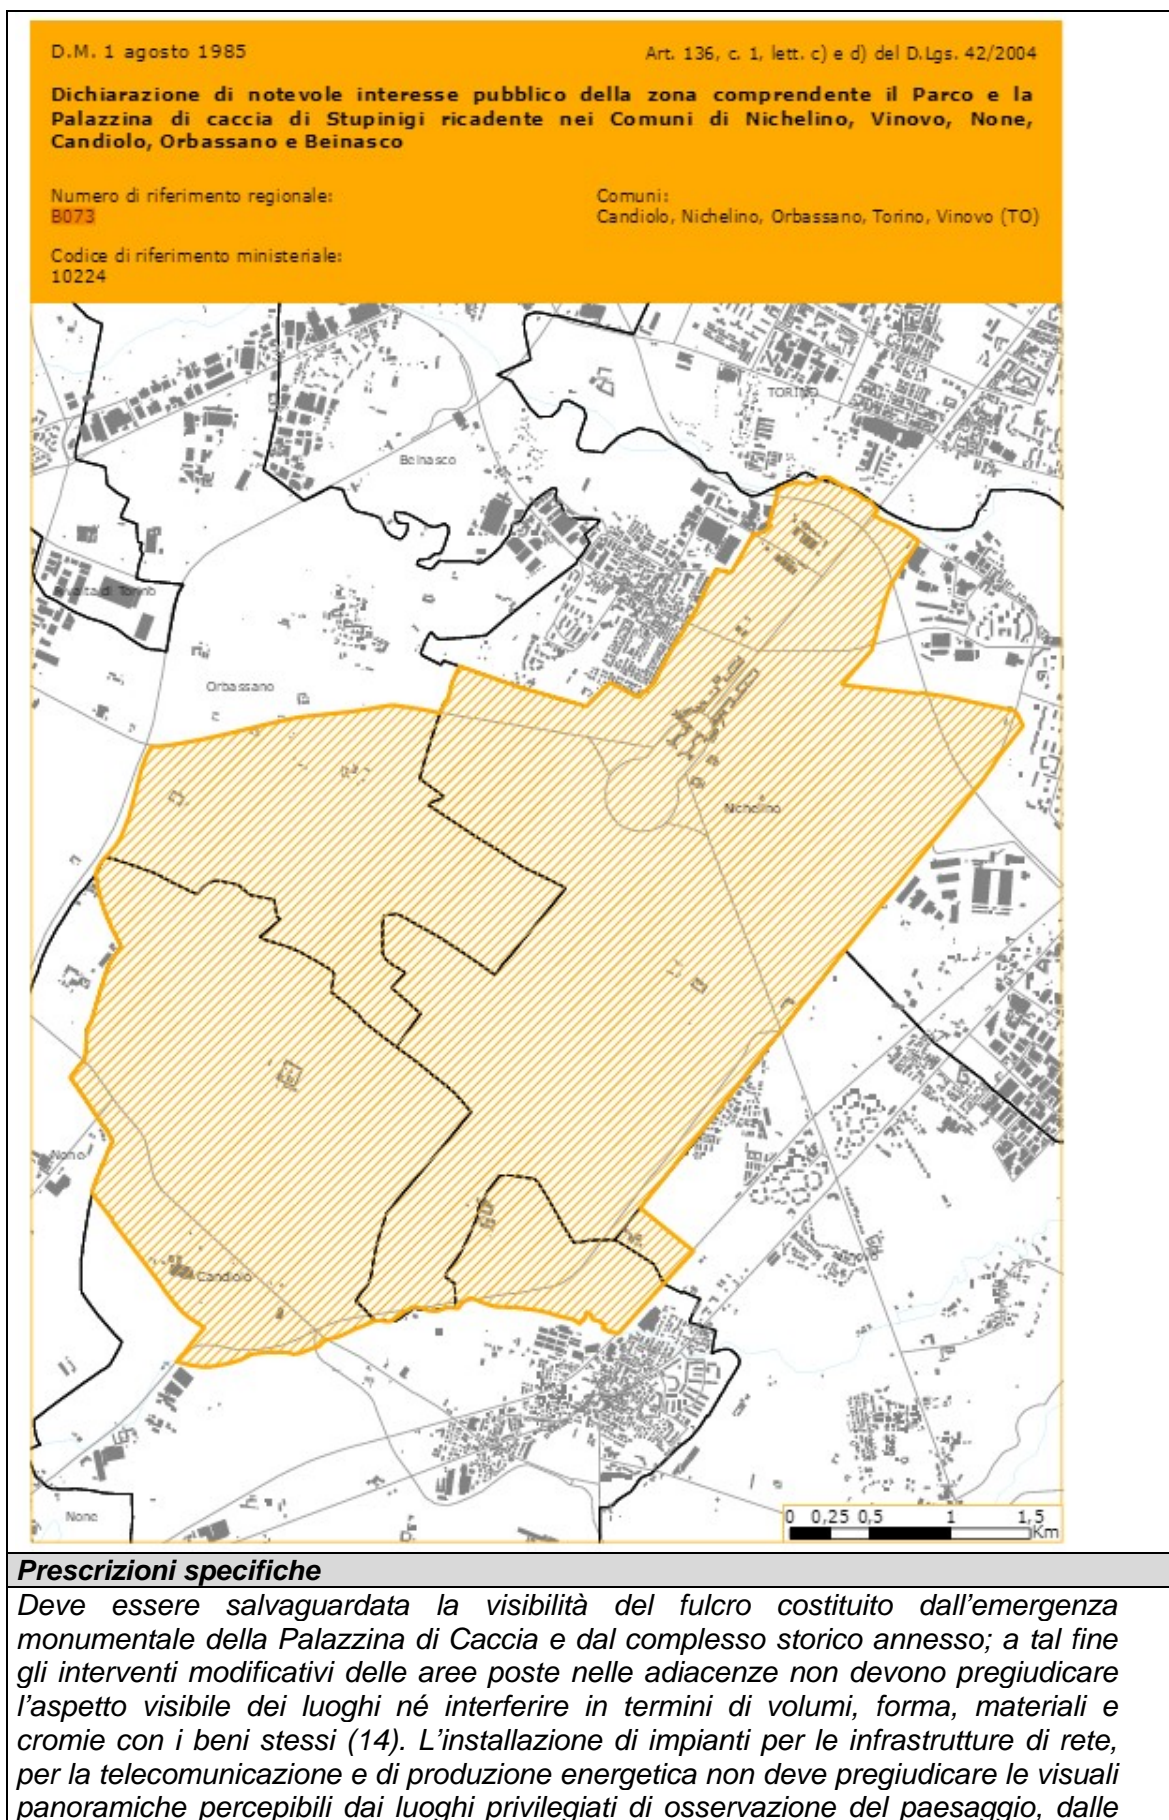 D.M. 1 agosto 1985
Art. 136, c. 1, lett. c) e d) del D.Lgs. 42/2004
Dichiarazione di notevole interesse pubblico della zona comprendente il Parco e la
Palazzina di caccia di Stupinigi ricadente nei Comuni di Nichelino, Vinovo, None,
Candiolo, Orbassano e Beinasco
Numero di riferimento regionale:
B073
Comuni:
Candiolo, Nichelino, Orbassano, Torino, Vinovo (TO)
Codice di riferimento ministeriale:
10224
TORINO
Beinasco
di Torino
Orbassano
Nichelino
None
Candiolo
None
0 0,25 0,5 1 1,5
Km
Prescrizioni specifiche
Deve essere salvaguardata la visibilità del fulcro costituito dall’emergenza
monumentale della Palazzina di Caccia e dal complesso storico annesso; a tal fine
gli interventi modificativi delle aree poste nelle adiacenze non devono pregiudicare
l’aspetto visibile dei luoghi né interferire in termini di volumi, forma, materiali e
cromie con i beni stessi (14). L’installazione di impianti per le infrastrutture di rete,
per la telecomunicazione e di produzione energetica non deve pregiudicare le visuali
panoramiche percepibili dai luoghi privilegiati di osservazione del paesaggio, dalle